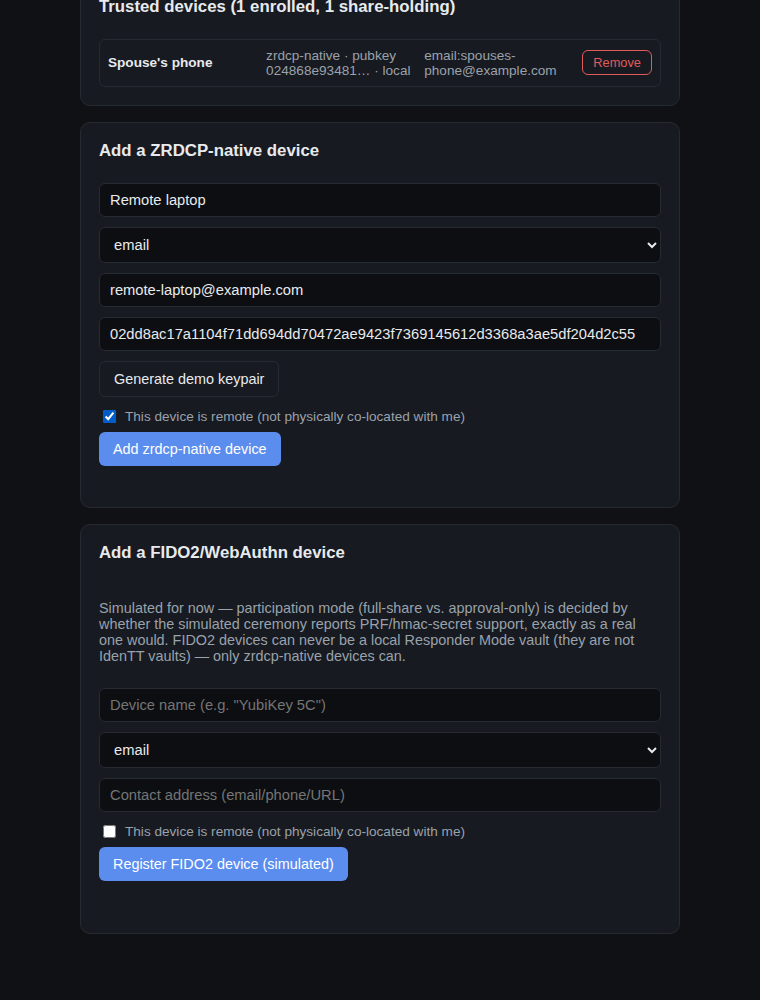 Trusted devices (1 enrolled, 1 share-holding)
Spouse's phone
zrdcp-native · pubkey
024868e93481… · local
email:spouses-
phone@example.com
Remove
Add a ZRDCP-native device
Remote laptop
email
remote-laptop@example.com
02dd8ac17a1104f71dd694dd70472ae9423f7369145612d3368a3ae5df204d2c55
Generate demo keypair
This device is remote (not physically co-located with me)
Add zrdcp-native device
Add a FIDO2/WebAuthn device
Simulated for now — participation mode (full-share vs. approval-only) is decided by
whether the simulated ceremony reports PRF/hmac-secret support, exactly as a real
one would. FIDO2 devices can never be a local Responder Mode vault (they are not
IdenTT vaults) — only zrdcp-native devices can.
Device name (e.g. "YubiKey 5C")
email
Contact address (email/phone/URL)
This device is remote (not physically co-located with me)
Register FIDO2 device (simulated)